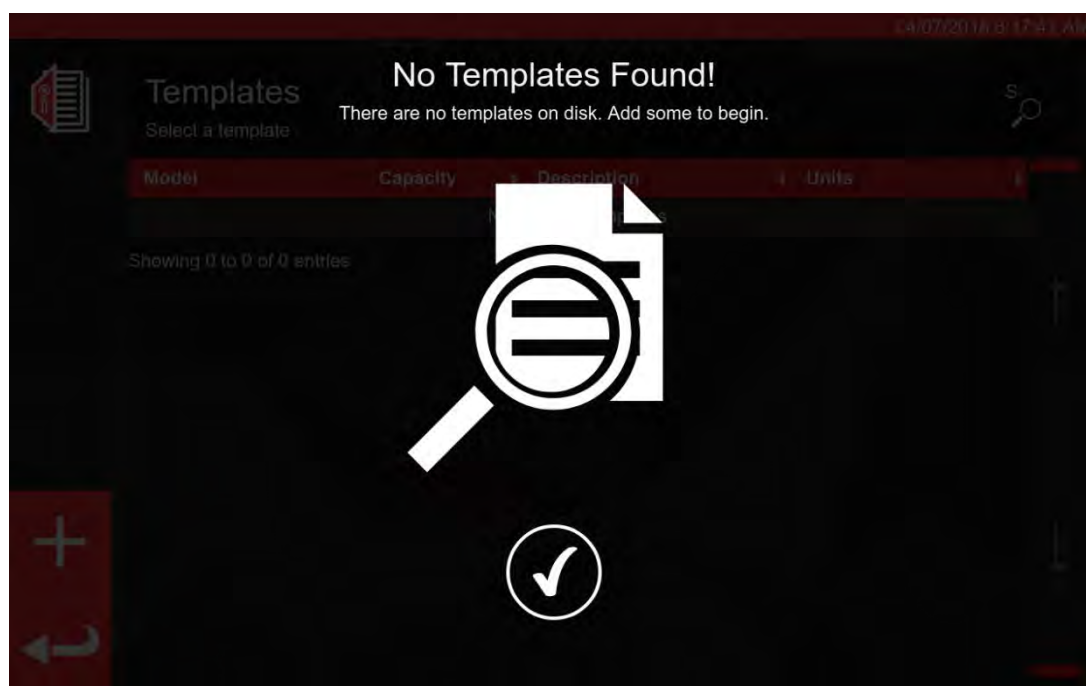 No Templates Found!
There are no templates on disk. Add some to begin.
Templates
Select a template
Model Capacity Description Units
Showing 0 to 0 of 0 entries